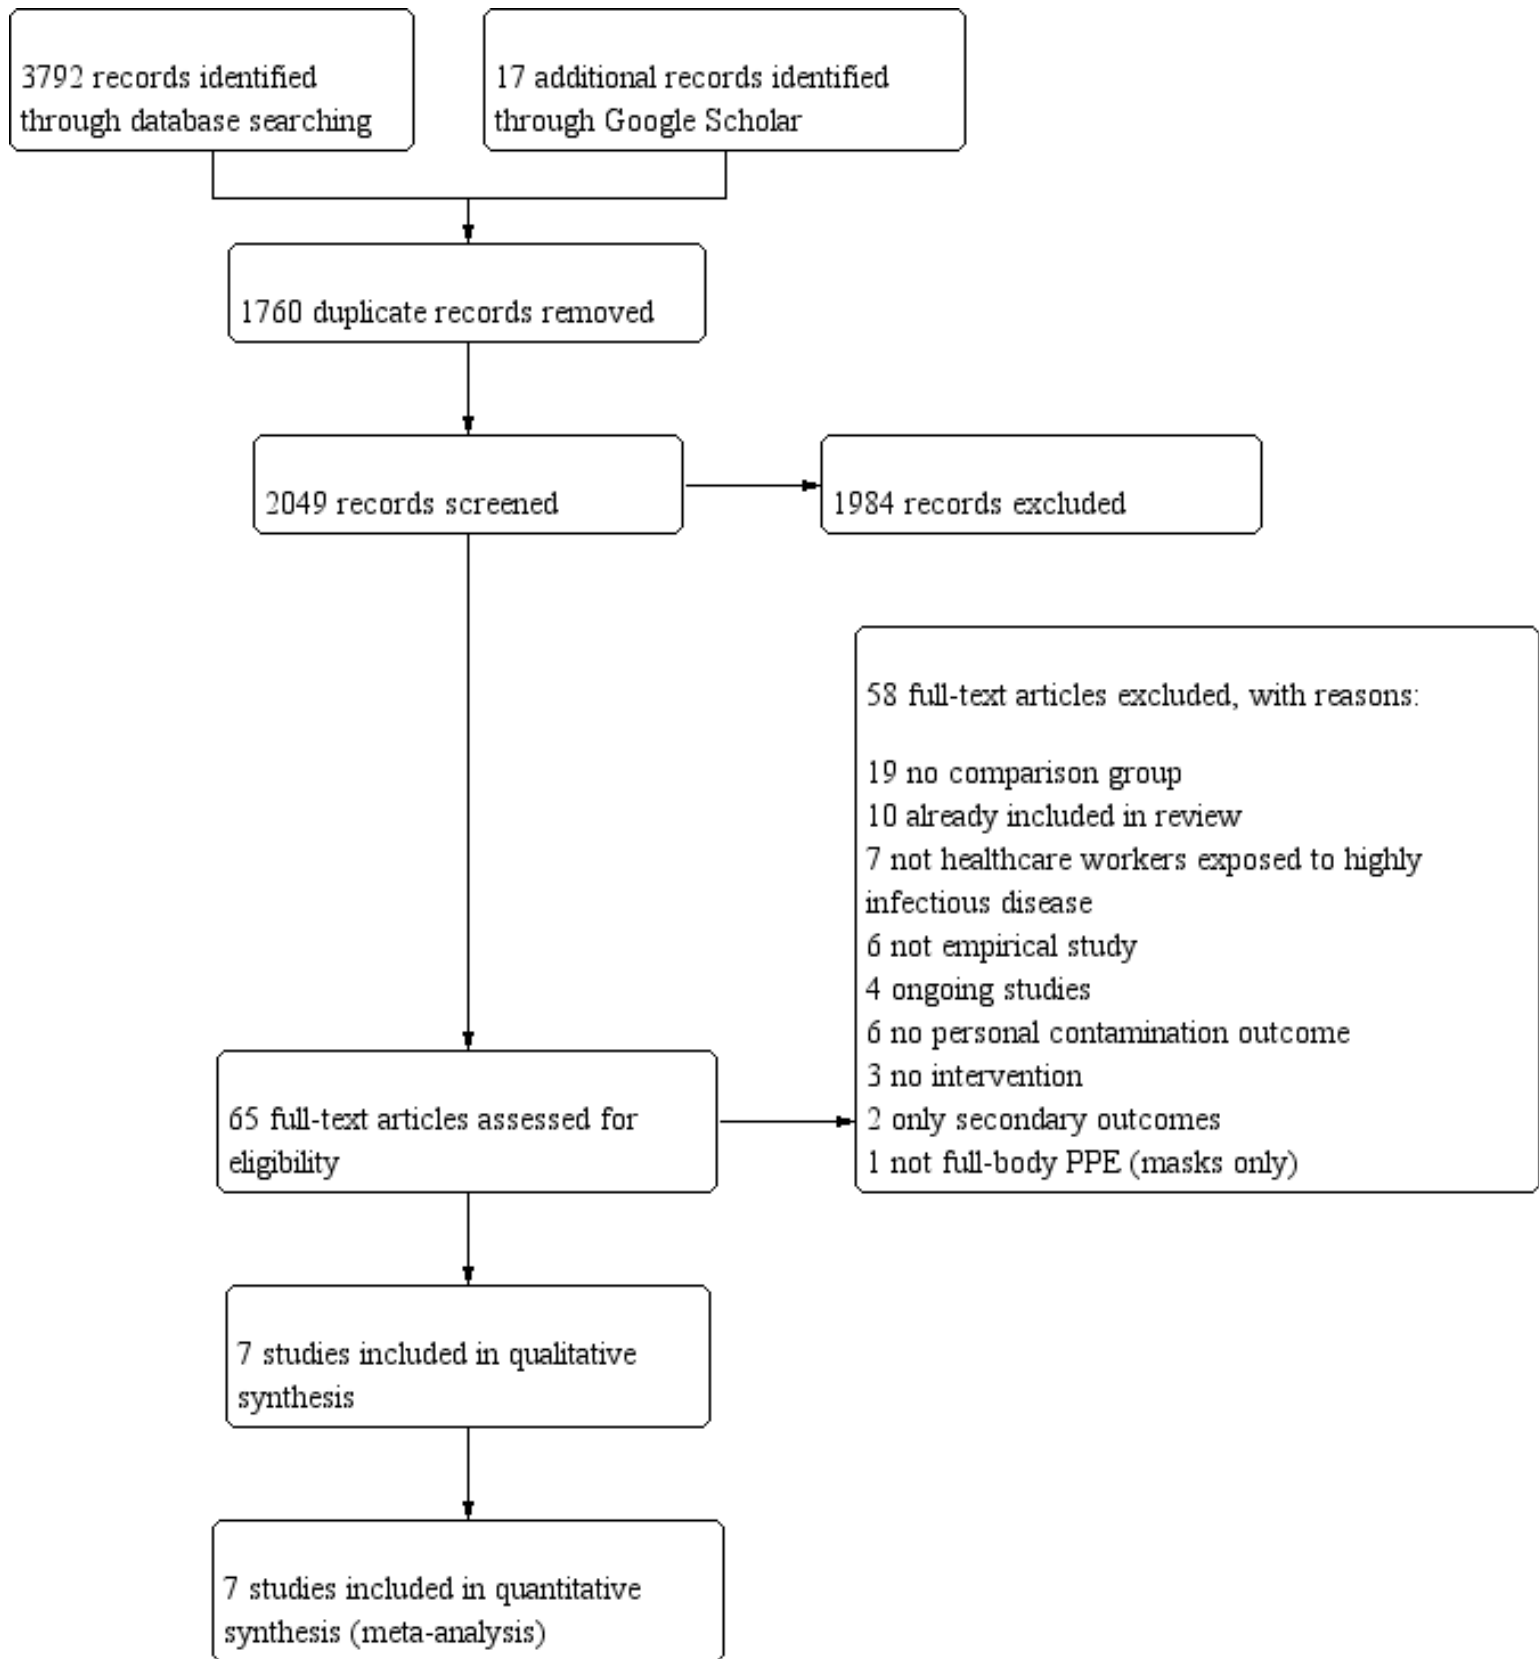 3792 records identified
through database searching
17 additional records identified
through Google Scholar
1760 duplicate records removed
2049 records screened
1984 records excluded
58 full-text articles excluded, with reasons:
19 no comparison group
10 already included in review
7 not healthcare workers exposed to highly
infectious disease
6 not empirical study
4 ongoing studies
6 no personal contamination outcome
3 no intervention
2 only secondary outcomes
1 not full-body PPE (masks only)
65 full-text articles assessed for
eligibility
7 studies included in qualitative
synthesis
7 studies included in quantitative
synthesis (meta-analysis)